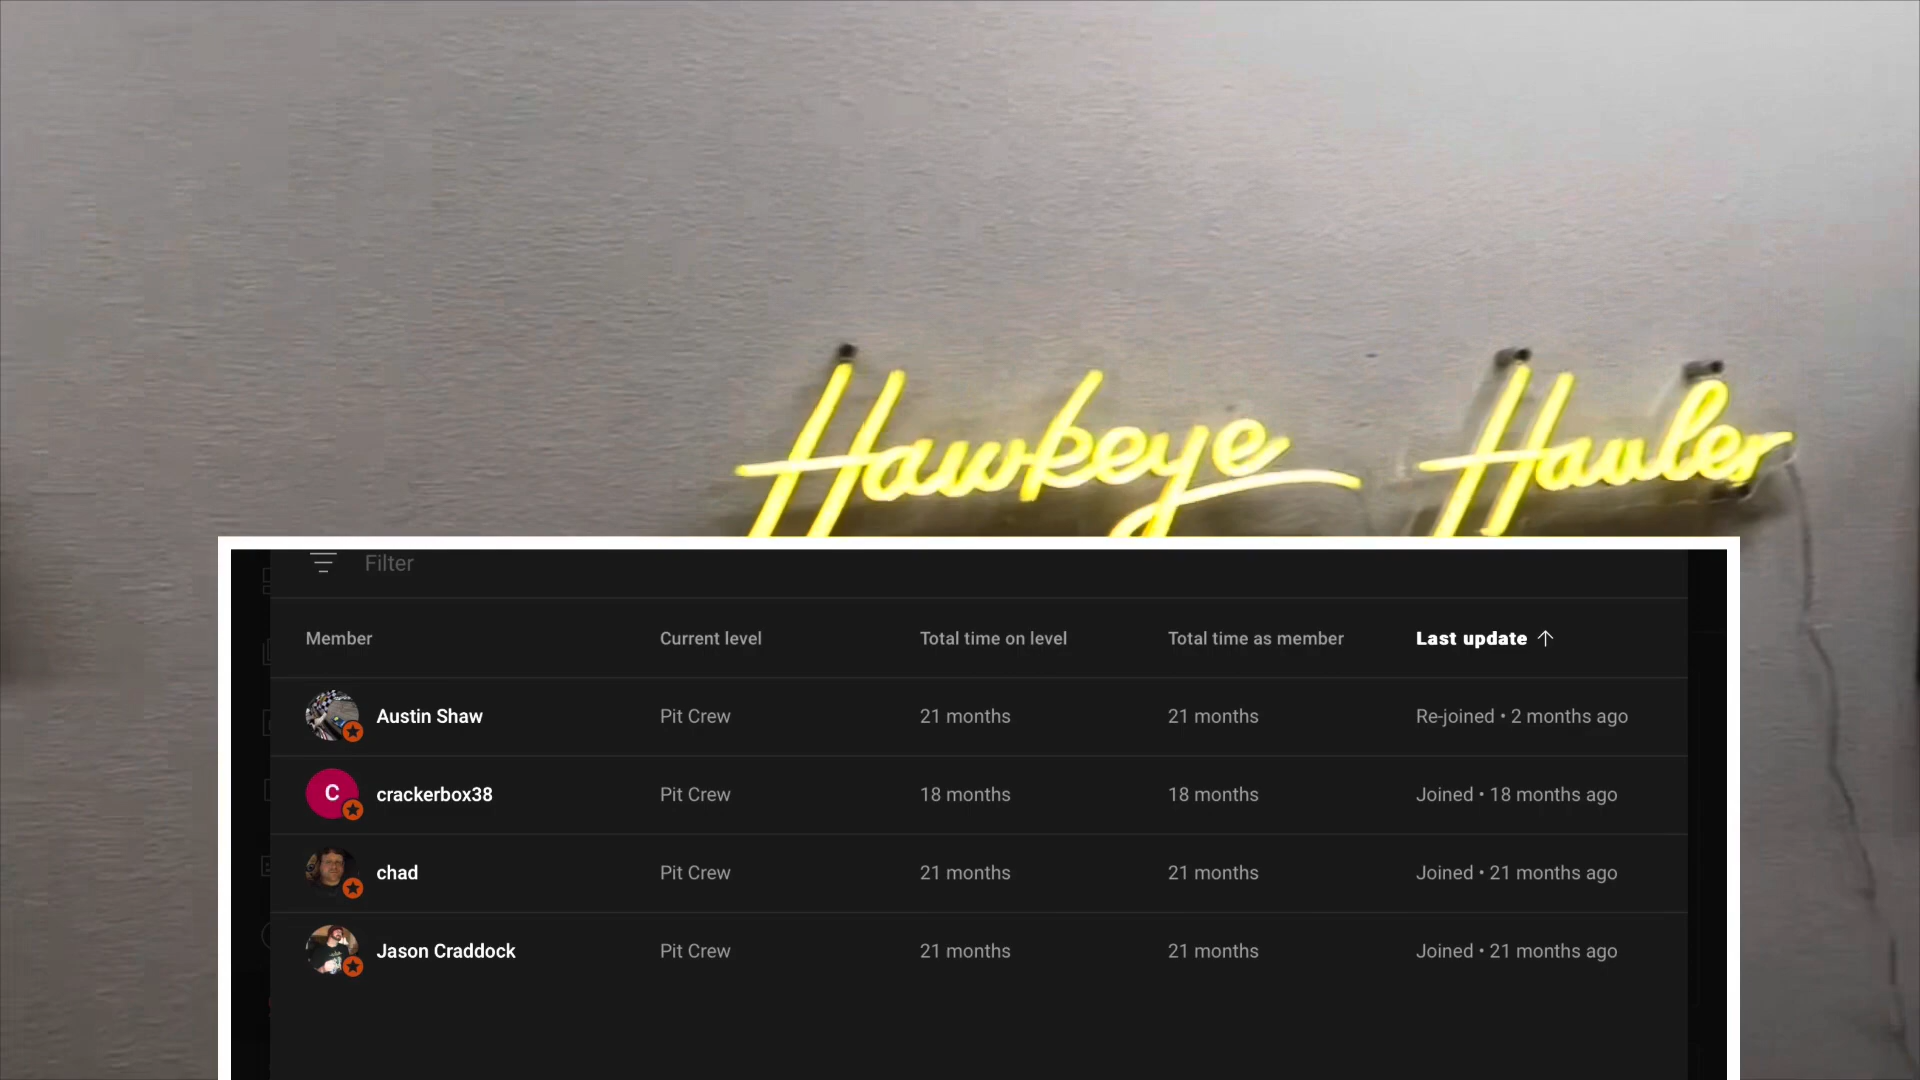 Hawkeye Hauler
Filter
Member Current level Total time on level Total time as member Last update ↑
Austin Shaw Pit Crew 21 months 21 months Re-joined • 2 months ago
C crackerbox38 Pit Crew 18 months 18 months Joined • 18 months ago
chad Pit Crew 21 months 21 months Joined • 21 months ago
Jason Craddock Pit Crew 21 months 21 months Joined • 21 months ago